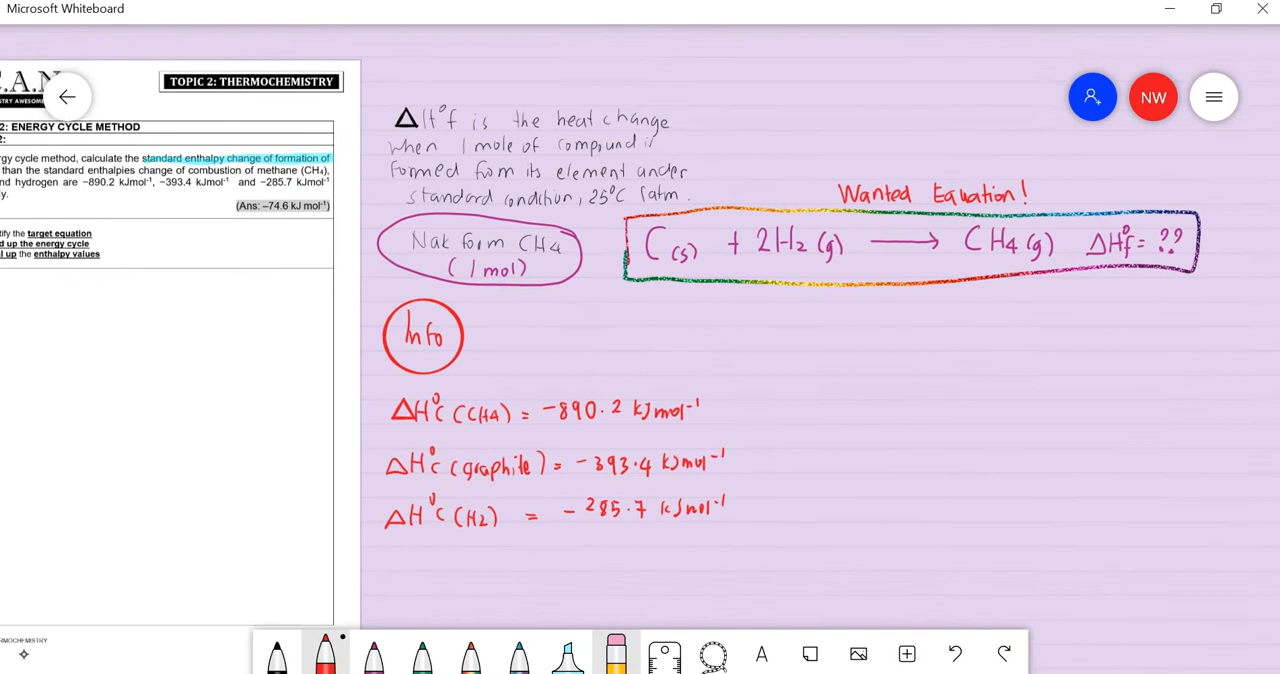 Microsoft Whiteboard
C.A.N
TOPIC 2: THERMOCHEMISTRY
2: ENERGY CYCLE METHOD
2:
rgy cycle method, calculate the standard enthalpy change of formation of
than the standard enthalpies change of combustion of methane (CH₄),
nd hydrogen are −890.2 kJmol⁻¹, −393.4 kJmol⁻¹ and −285.7 kJmol⁻¹
y.
(Ans: –74.6 kJ mol⁻¹)
tify the target equation
d up the energy cycle
al up the enthalpy values
RMOCHEMISTRY
ΔH°f is the heat change
when 1 mole of compound is
formed from its element under
standard condition, 25°C 1atm.
Nak form CH4
(1 mol)
Wanted Equation!
C(s) + 2H₂(g) ⟶ CH4(g) ΔH°f = ??
Info
ΔH°c (CH4) = −890.2 kJmol⁻¹
ΔH°c (graphite) = −393.4 kJmol⁻¹
ΔH°c (H2) = −285.7 kJmol⁻¹
NW
A